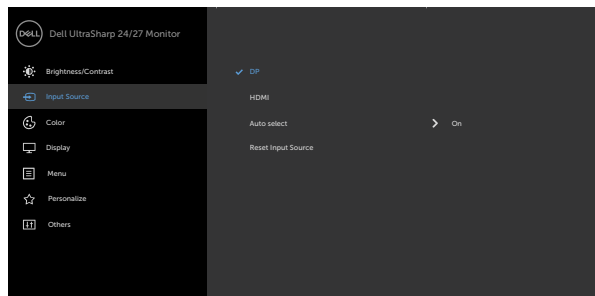 DELL Dell UltraSharp 24/27 Monitor
Brightness/Contrast
DP
Input Source
HDMI
Color
Auto select On
Display
Reset Input Source
Menu
Personalize
Others